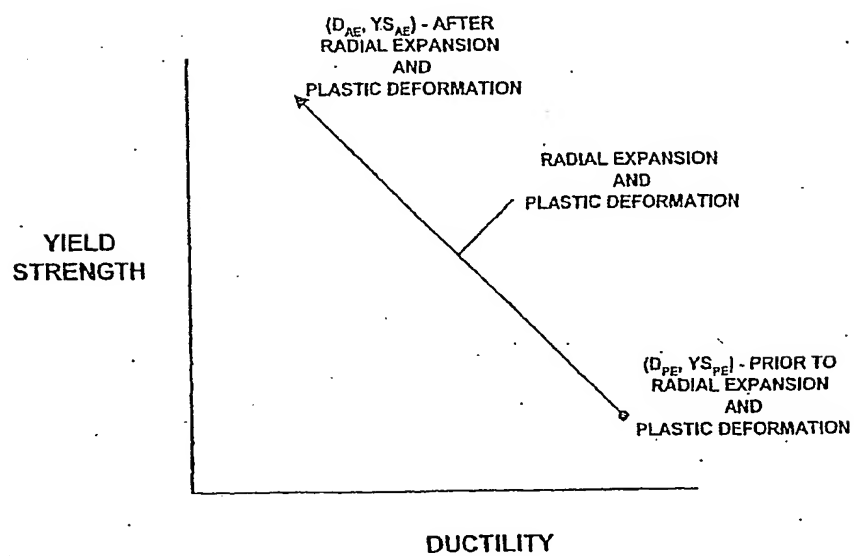 (D_AE, YS_AE) - AFTER
RADIAL EXPANSION
AND
PLASTIC DEFORMATION
RADIAL EXPANSION
AND
PLASTIC DEFORMATION
YIELD
STRENGTH
(D_PE, YS_PE) - PRIOR TO
RADIAL EXPANSION
AND
PLASTIC DEFORMATION
DUCTILITY